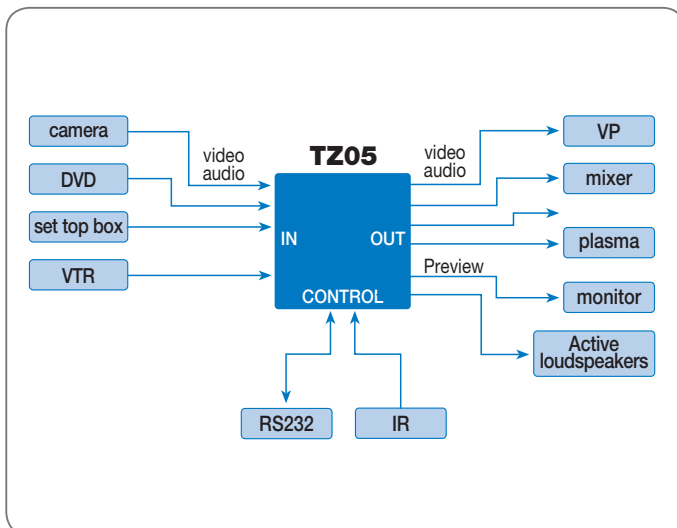 camera
DVD
set top box
VTR
video
audio
TZ05
IN
OUT
CONTROL
video
audio
Preview
VP
mixer
plasma
monitor
Active
loudspeakers
RS232
IR